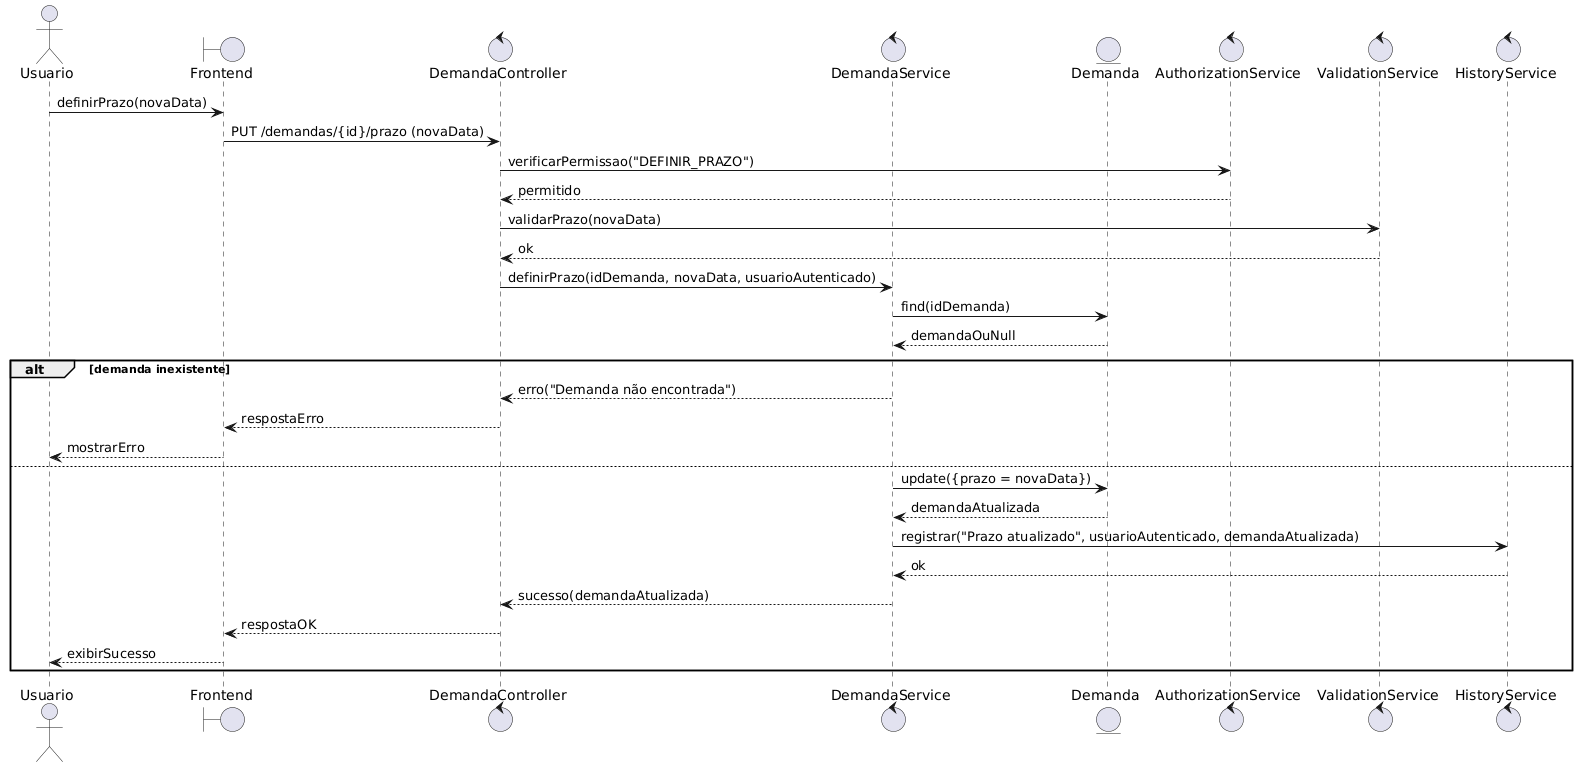 Usuario
Frontend
DemandaController
DemandaService
Demanda
AuthorizationService
ValidationService
HistoryService
definirPrazo(novaData)
PUT /demandas/{id}/prazo (novaData)
verificarPermissao("DEFINIR_PRAZO")
permitido
validarPrazo(novaData)
ok
definirPrazo(idDemanda, novaData, usuarioAutenticado)
find(idDemanda)
demandaOuNull
alt [demanda inexistente]
erro("Demanda não encontrada")
respostaErro
mostrarErro
update({prazo = novaData})
demandaAtualizada
registrar("Prazo atualizado", usuarioAutenticado, demandaAtualizada)
ok
sucesso(demandaAtualizada)
respostaOK
exibirSucesso
Usuario
Frontend
DemandaController
DemandaService
Demanda
AuthorizationService
ValidationService
HistoryService